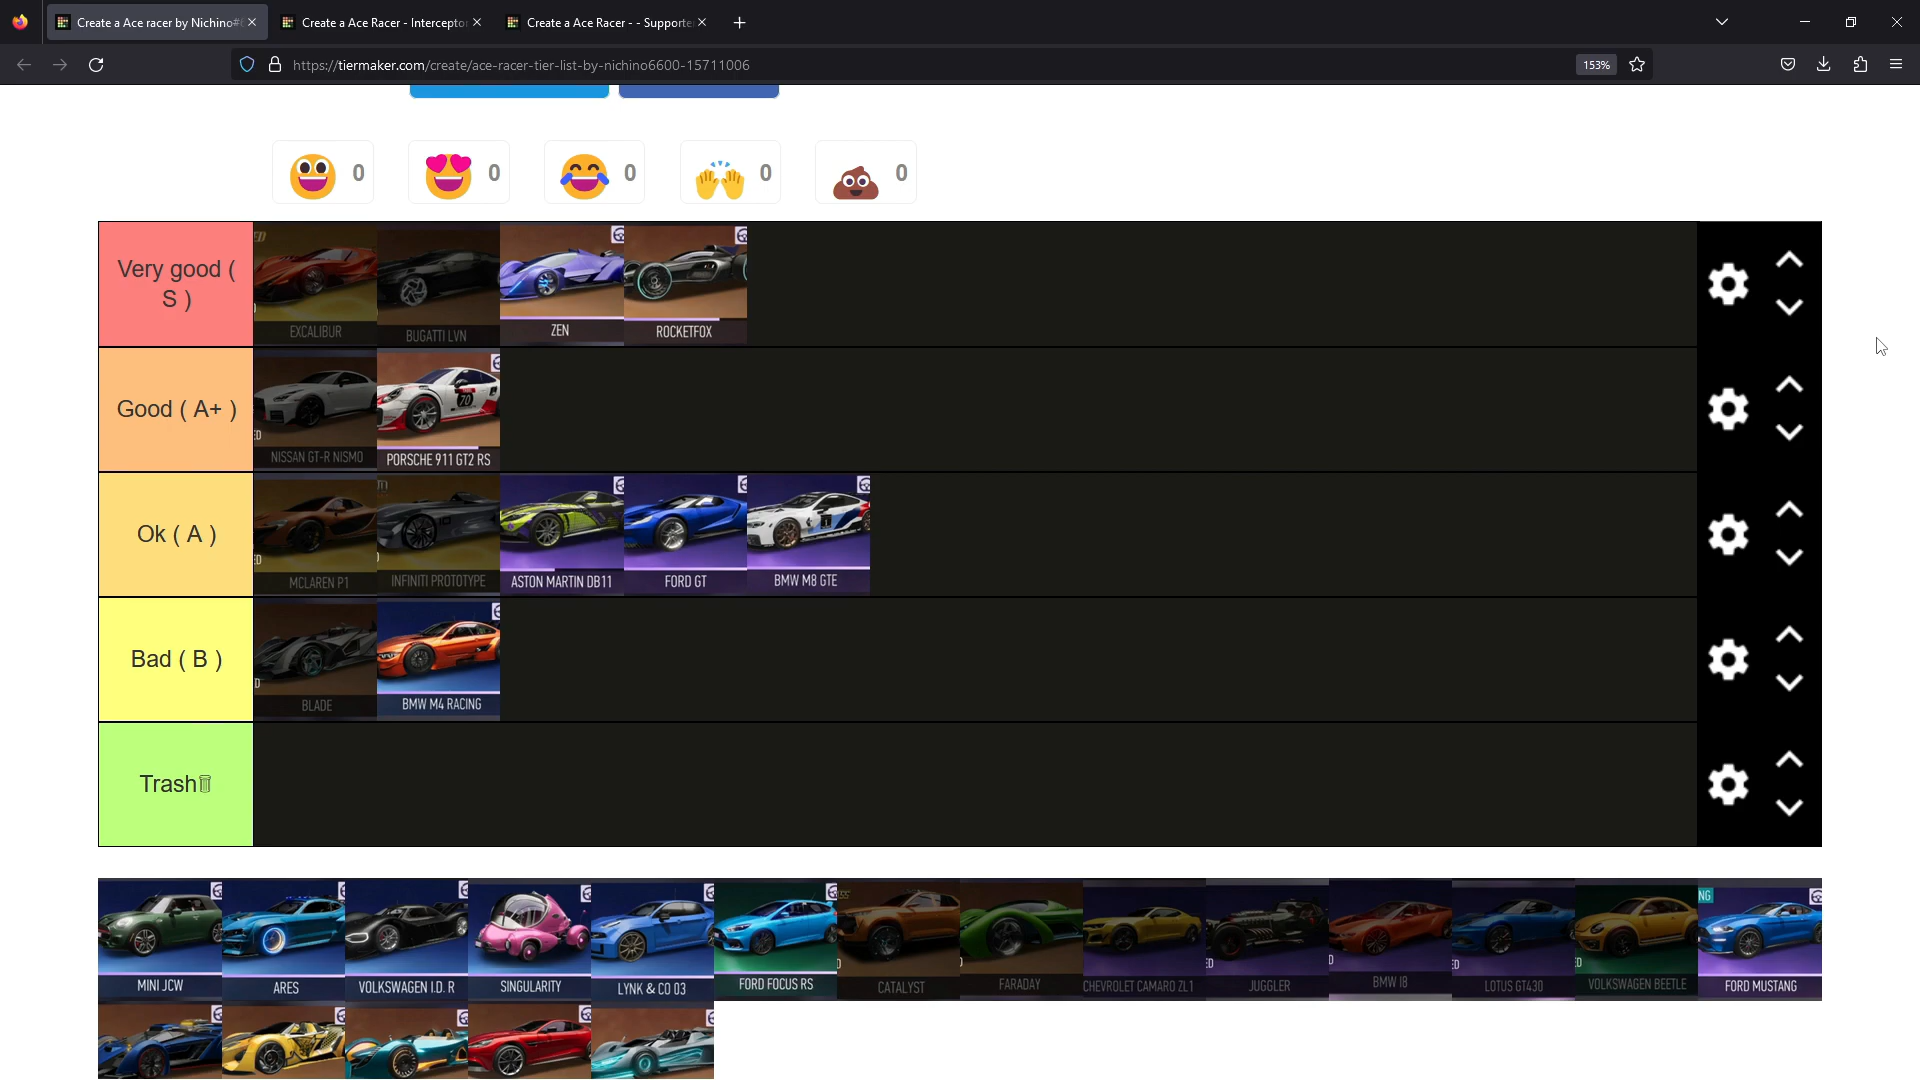 Create a Ace racer by Nichino#
Create a Ace Racer - Interceptor
Create a Ace Racer - - Supporte
https://tiermaker.com/create/ace-racer-tier-list-by-nichino6600-15711006
153%
0
0
0
0
0
Very good (
S )
EXCALIBUR
BUGATTI LVN
ZEN
ROCKETFOX
Good ( A+ )
NISSAN GT-R NISMO
PORSCHE 911 GT2 RS
70
Ok ( A )
MCLAREN P1
INFINITI PROTOTYPE
ASTON MARTIN DB11
FORD GT
BMW M8 GTE
Bad ( B )
BLADE
BMW M4 RACING
Trash🗑
MINI JCW
ARES
VOLKSWAGEN I.D. R
SINGULARITY
LYNK & CO 03
FORD FOCUS RS
CATALYST
FARADAY
CHEVROLET CAMARO ZL1
JUGGLER
BMW I8
LOTUS GT430
VOLKSWAGEN BEETLE
NG
FORD MUSTANG